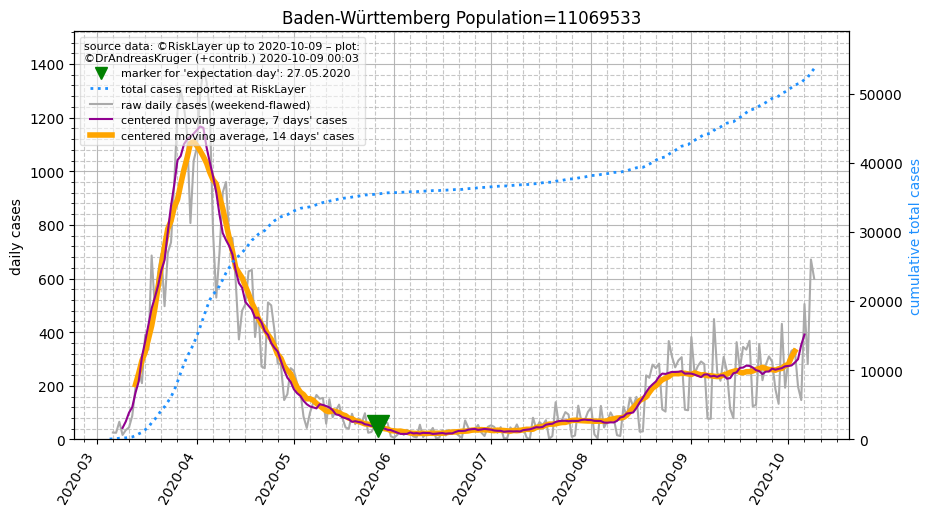 Baden-Württemberg Population=11069533
source data: ©RiskLayer up to 2020-10-09 – plot:
©DrAndreasKruger (+contrib.) 2020-10-09 00:03
marker for 'expectation day': 27.05.2020
total cases reported at RiskLayer
raw daily cases (weekend-flawed)
centered moving average, 7 days' cases
centered moving average, 14 days' cases
daily cases
1400
1200
1000
800
600
400
200
0
cumulative total cases
50000
40000
30000
20000
10000
0
2020-03
2020-04
2020-05
2020-06
2020-07
2020-08
2020-09
2020-10